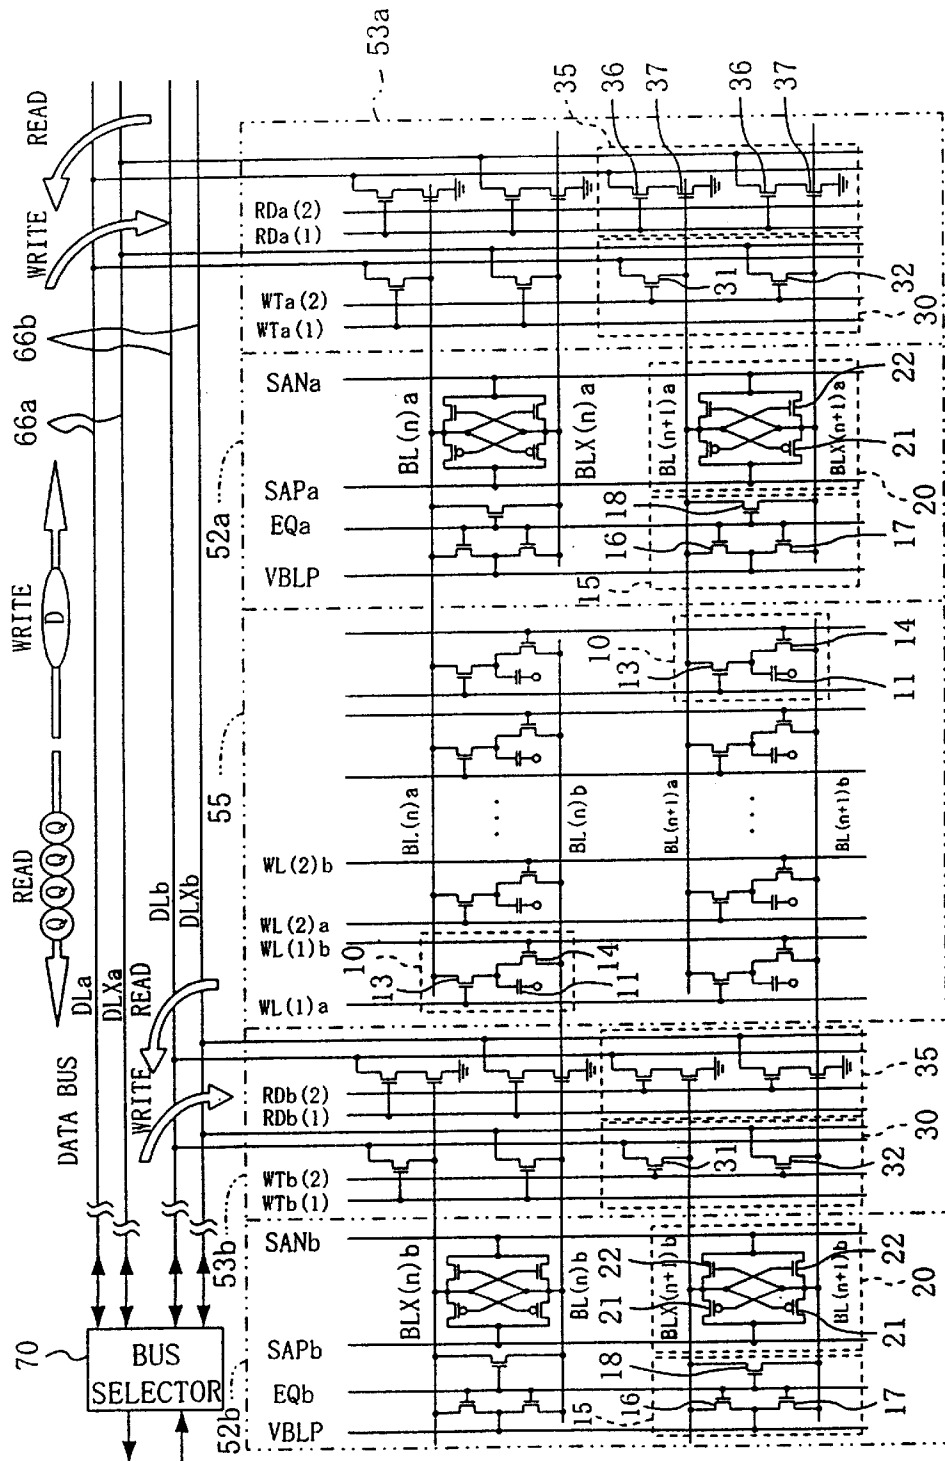 70
BUS
SELECTOR
DATA BUS
READ
Q Q Q Q
WRITE
D
DLa
DLXa
DLb
DLXb
WRITE
READ
66a
66b
WRITE
READ
52b
53b
55
52a
53a
VBLP
EQb
SAPb
SANb
WTb(1)
WTb(2)
RDb(1)
RDb(2)
WL(1)a
WL(1)b
WL(2)a
WL(2)b
VBLP
EQa
SAPa
SANa
WTa(1)
WTa(2)
RDa(1)
RDa(2)
BLX(n)b
BL(n)b
10
13
14
11
BL(n)a
BL(n)b
. . .
BL(n)a
BLX(n)a
35
36
37
36
37
15
16
18
17
BLX(n+1)b
BL(n+1)b
21
22
21
22
20
31
32
30
35
BL(n+1)a
BL(n+1)b
. . .
10
13
14
11
15
16
18
17
BL(n+1)a
BLX(n+1)a
21
22
20
31
32
30